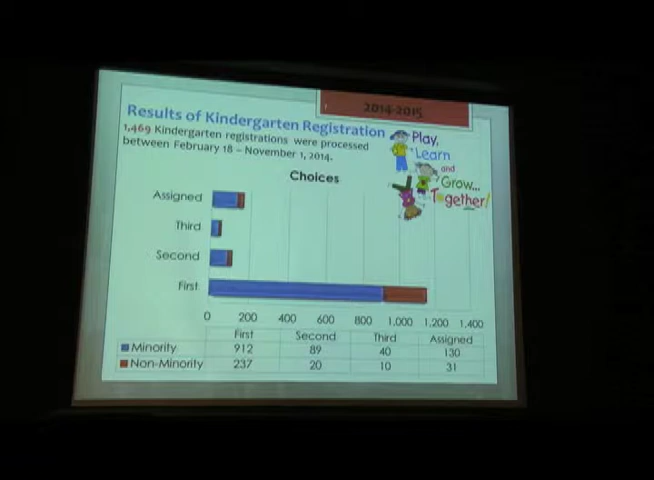 2014-2015
Results of Kindergarten Registration
1,469 Kindergarten registrations were processed
between February 18 – November 1, 2014.
Play,
Learn
and
Grow...
Together!
Choices
Assigned
Third
Second
First
0 200 400 600 800 1,000 1,200 1,400
First Second Third Assigned
Minority 912 89 40 130
Non-Minority 237 20 10 31